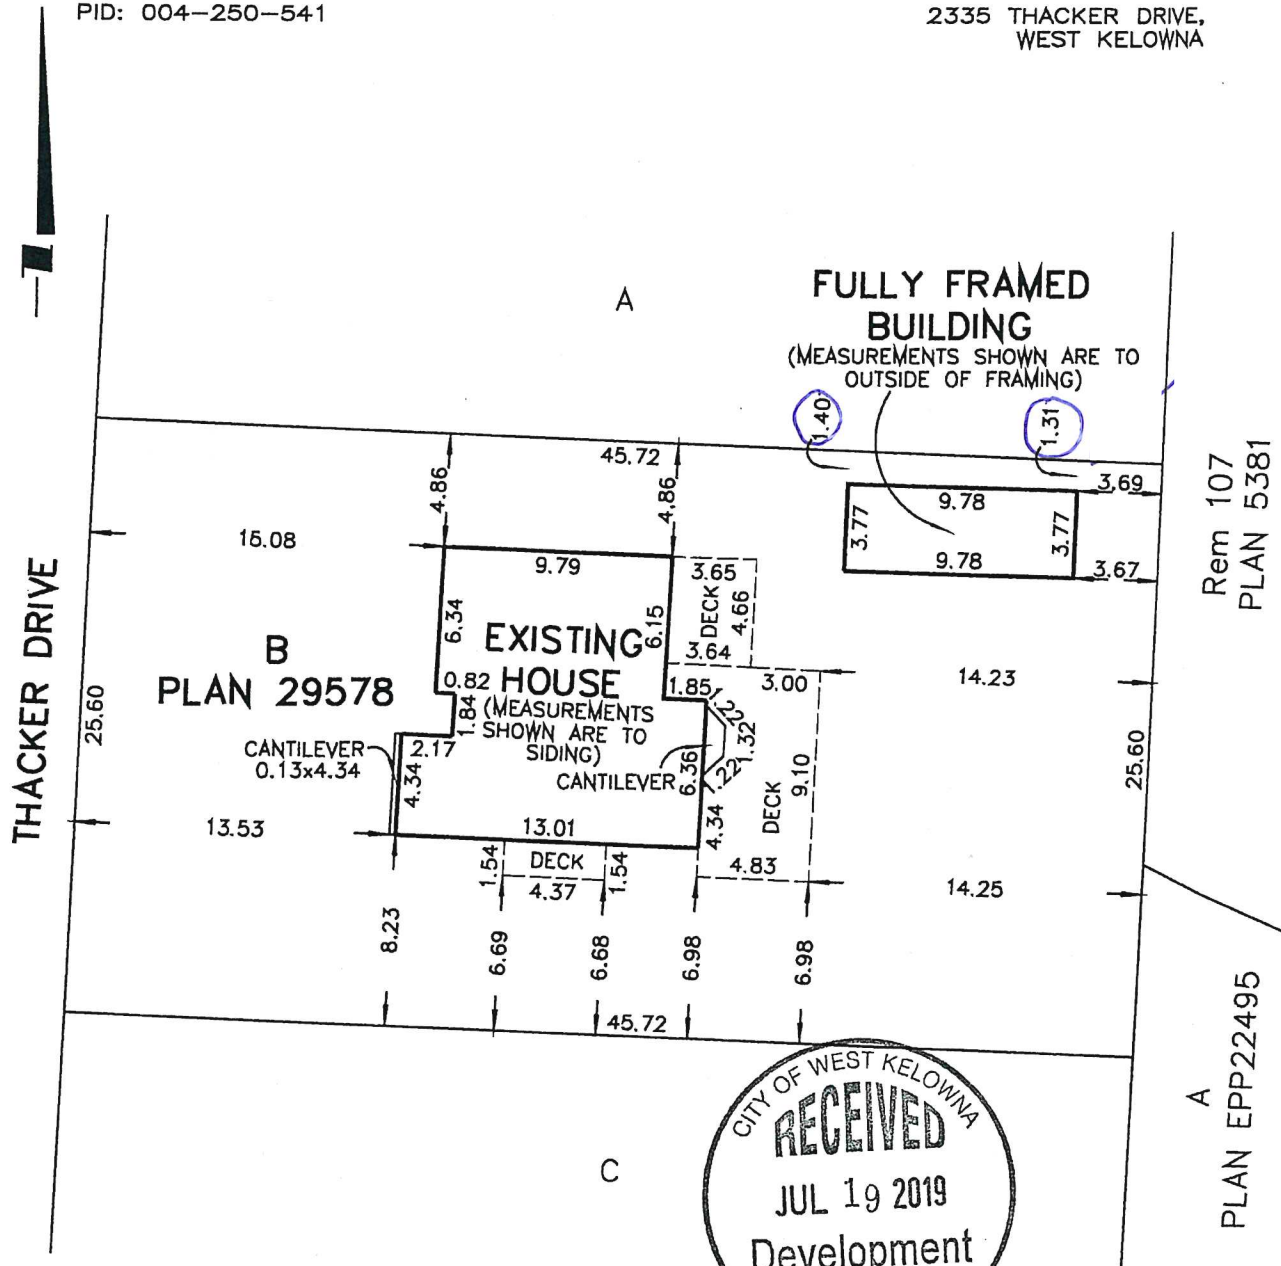 PID: 004–250–541
2335 THACKER DRIVE,
WEST KELOWNA
A
FULLY FRAMED
BUILDING
(MEASUREMENTS SHOWN ARE TO
OUTSIDE OF FRAMING)
1.40
1.31
45.72
4.86
4.86
3.69
9.78
3.77
3.77
9.78
3.67
Rem 107
PLAN 5381
15.08
9.79
3.65
DECK
4.66
3.64
6.34
6.15
THACKER DRIVE
25.60
B
PLAN 29578
EXISTING
HOUSE
(MEASUREMENTS
SHOWN ARE TO
SIDING)
0.82
1.84
2.17
1.85
3.00
14.23
1.22
1.32
1.22
CANTILEVER
0.13x4.34
4.34
CANTILEVER
6.36
9.10
DECK
25.60
13.53
13.01
4.34
4.83
1.54
DECK
1.54
4.37
14.25
8.23
6.69
6.68
6.98
6.98
45.72
A
PLAN EPP22495
C
CITY OF WEST KELOWNA
RECEIVED
JUL 19 2019
Development